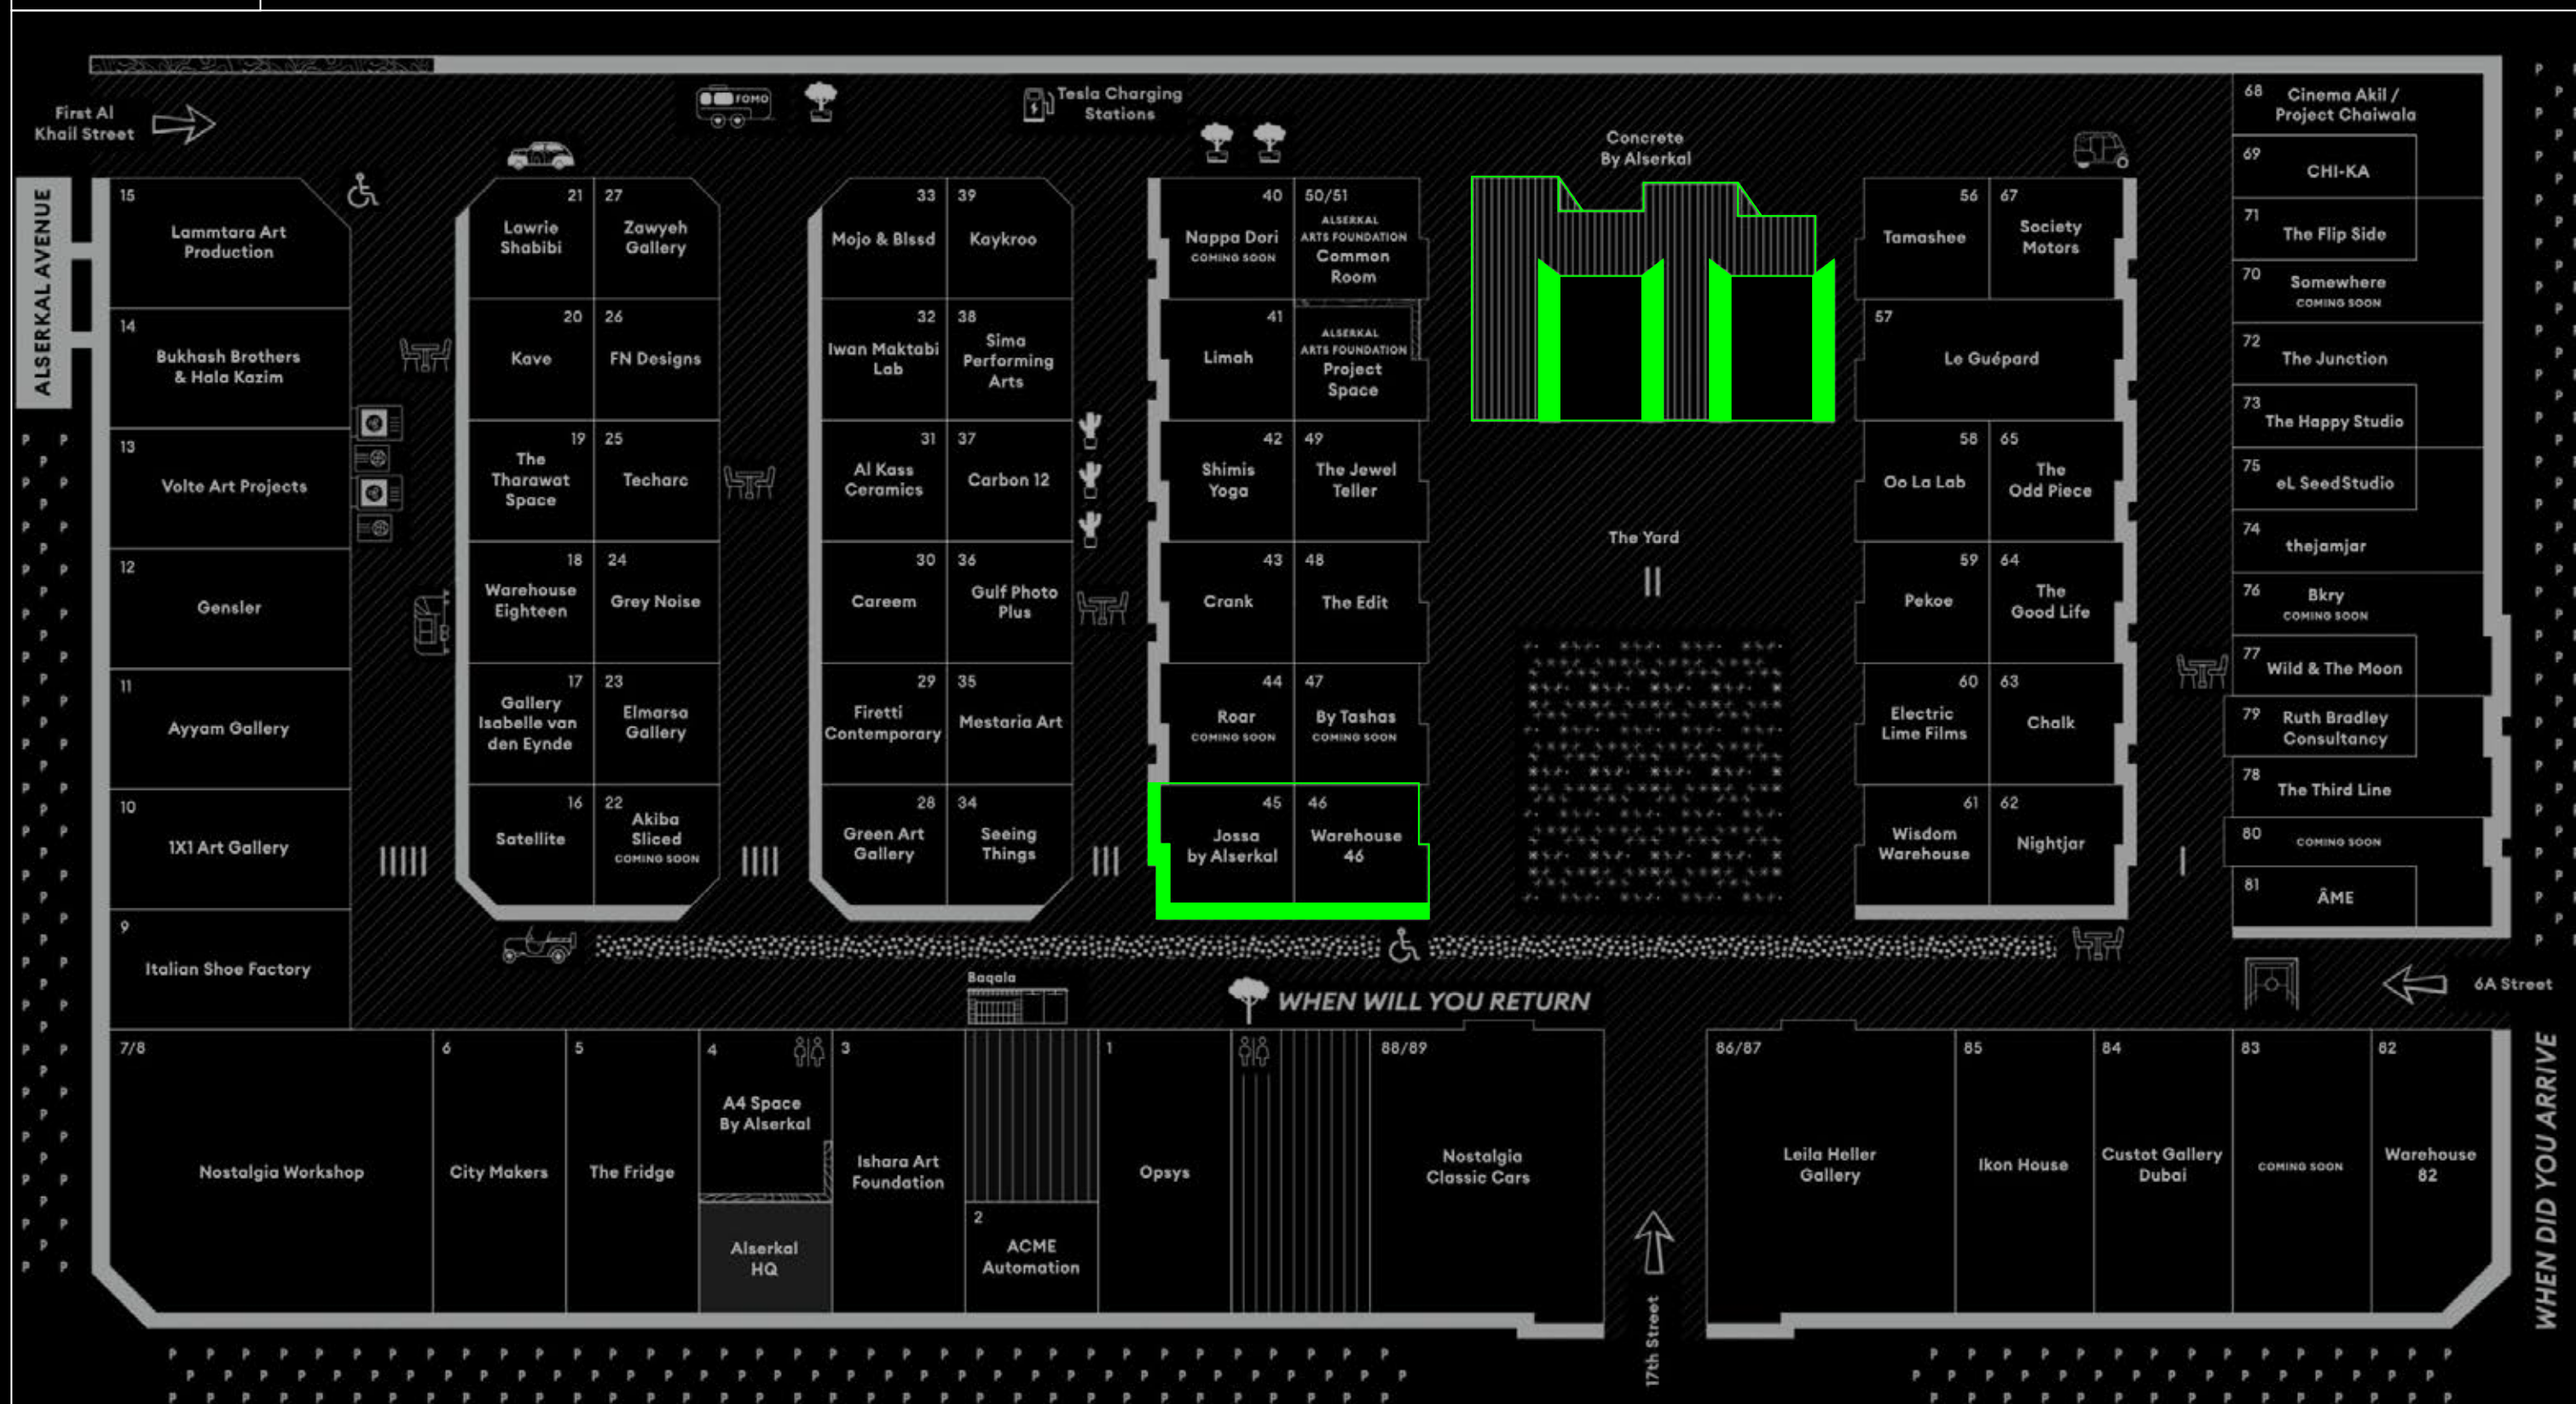 First Al
Khail Street
ALSERKAL AVENUE
FOMO
Tesla Charging
Stations
Concrete
By Alserkal
15
Lammtara Art
Production
14
Bukhash Brothers
& Hala Kazim
13
Volte Art Projects
12
Gensler
11
Ayyam Gallery
10
1X1 Art Gallery
9
Italian Shoe Factory
21
Lawrie
Shabibi
27
Zawyeh
Gallery
20
Kave
26
FN Designs
19
The
Tharawat
Space
25
Techarc
18
Warehouse
Eighteen
24
Grey Noise
17
Gallery
Isabelle van
den Eynde
23
Elmarsa
Gallery
16
Satellite
22
Akiba
Sliced
COMING SOON
33
Mojo & Blssd
39
Kaykroo
32
Iwan Maktabi
Lab
38
Sima
Performing
Arts
31
Al Kass
Ceramics
37
Carbon 12
30
Careem
36
Gulf Photo
Plus
29
Firetti
Contemporary
35
Mestaria Art
28
Green Art
Gallery
34
Seeing
Things
40
Nappa Dori
COMING SOON
50/51
ALSERKAL
ARTS FOUNDATION
Common
Room
41
Limah
ALSERKAL
ARTS FOUNDATION
Project
Space
42
Shimis
Yoga
49
The Jewel
Teller
43
Crank
48
The Edit
44
Roar
COMING SOON
47
By Tashas
COMING SOON
45
Jossa
by Alserkal
46
Warehouse
46
The Yard
56
Tamashee
67
Society
Motors
57
Le Guépard
58
Oo La Lab
65
The
Odd Piece
59
Pekoe
64
The
Good Life
60
Electric
Lime Films
63
Chalk
61
Wisdom
Warehouse
62
Nightjar
68
Cinema Akil /
Project Chaiwala
69
CHI-KA
71
The Flip Side
70
Somewhere
COMING SOON
72
The Junction
73
The Happy Studio
75
eL SeedStudio
74
thejamjar
76
Bkry
COMING SOON
77
Wild & The Moon
79
Ruth Bradley
Consultancy
78
The Third Line
80
COMING SOON
81
ÂME
Baqala
WHEN WILL YOU RETURN
6A Street
7/8
Nostalgia Workshop
6
City Makers
5
The Fridge
4
A4 Space
By Alserkal
Alserkal
HQ
3
Ishara Art
Foundation
2
ACME
Automation
1
Opsys
88/89
Nostalgia
Classic Cars
17th Street
86/87
Leila Heller
Gallery
85
Ikon House
84
Custot Gallery
Dubai
83
COMING SOON
82
Warehouse
82
WHEN DID YOU ARRIVE